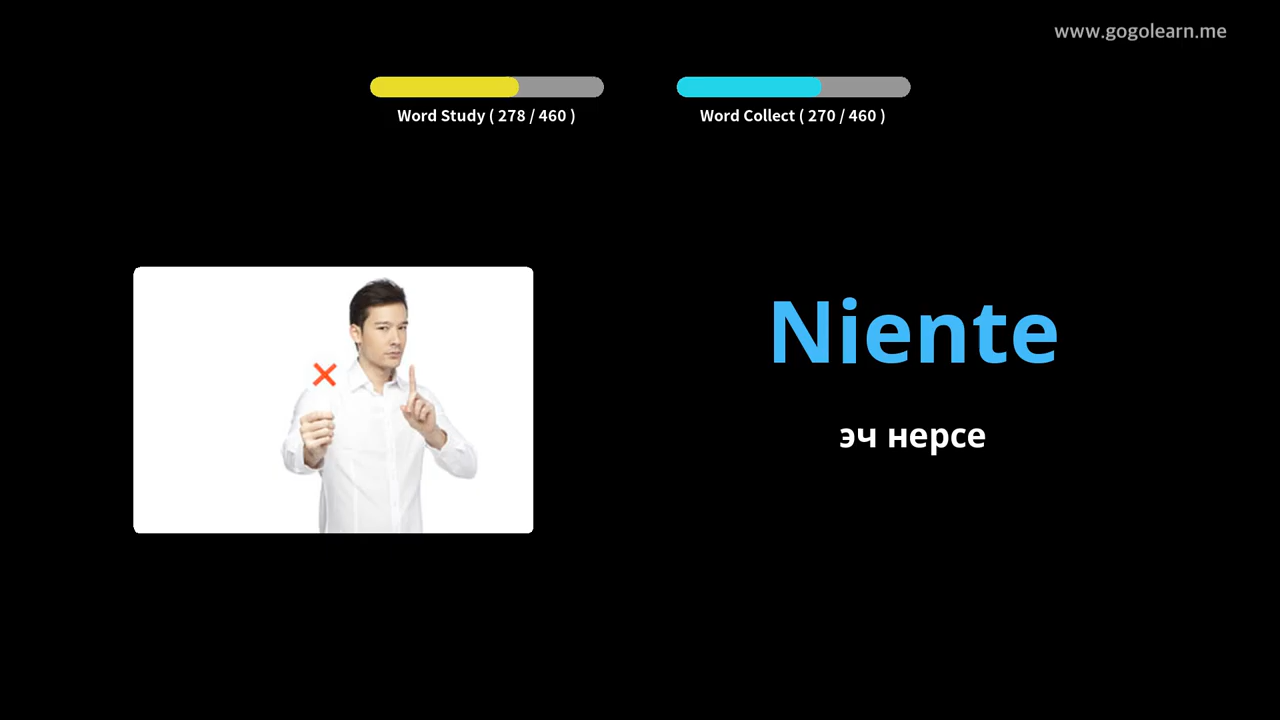 www.gogolearn.me
Word Study ( 278 / 460 )
Word Collect ( 270 / 460 )
Niente
эч нерсе